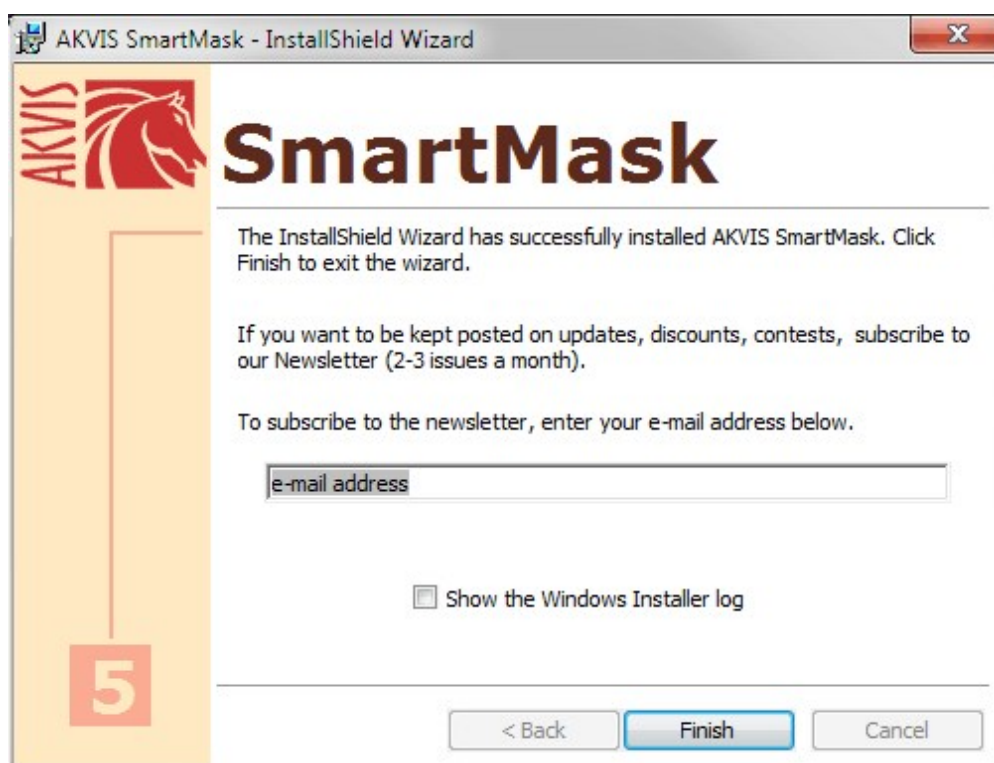 AKVIS SmartMask - InstallShield Wizard
AKVIS
SmartMask
The InstallShield Wizard has successfully installed AKVIS SmartMask. Click
Finish to exit the wizard.
If you want to be kept posted on updates, discounts, contests,  subscribe to
our Newsletter (2-3 issues a month).
To subscribe to the newsletter, enter your e-mail address below.
e-mail address
Show the Windows Installer log
5
< Back
Finish
Cancel